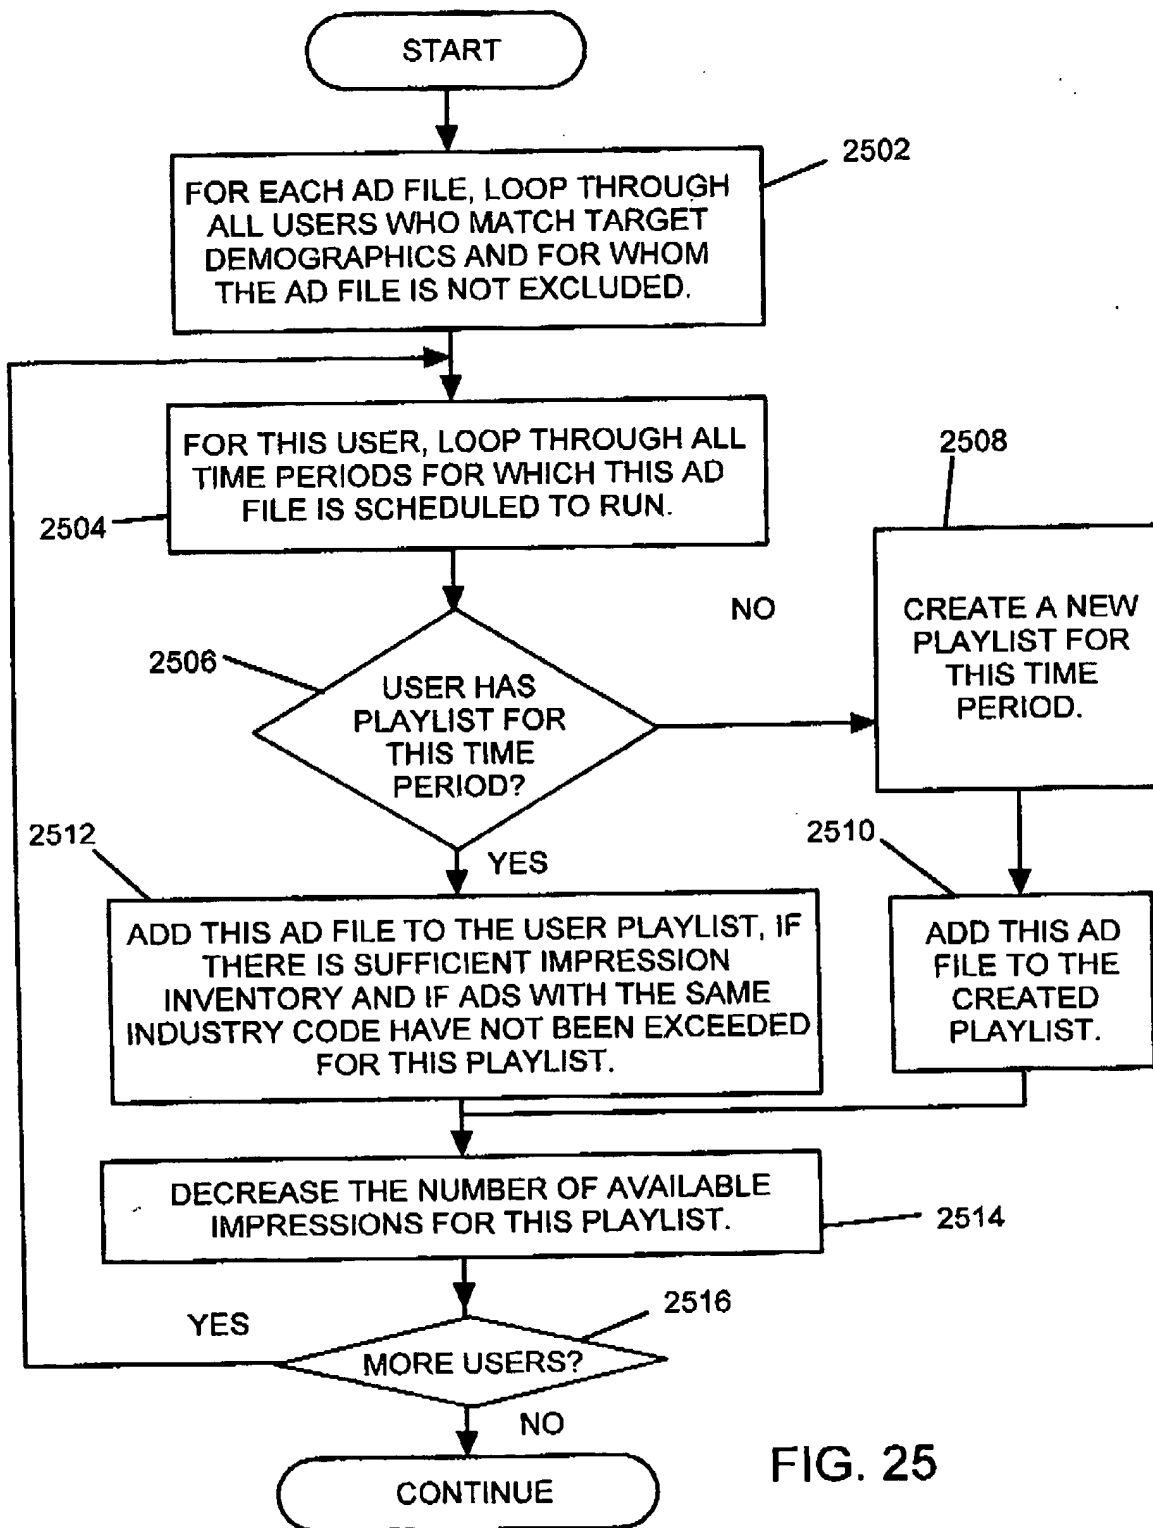 START
2502
FOR EACH AD FILE, LOOP THROUGH
ALL USERS WHO MATCH TARGET
DEMOGRAPHICS AND FOR WHOM
THE AD FILE IS NOT EXCLUDED.
FOR THIS USER, LOOP THROUGH ALL
TIME PERIODS FOR WHICH THIS AD
FILE IS SCHEDULED TO RUN.
2504
2508
NO
CREATE A NEW
PLAYLIST FOR
THIS TIME
PERIOD.
2506
USER HAS
PLAYLIST FOR
THIS TIME
PERIOD?
2512
YES
2510
ADD THIS AD FILE TO THE USER PLAYLIST, IF
THERE IS SUFFICIENT IMPRESSION
INVENTORY AND IF ADS WITH THE SAME
INDUSTRY CODE HAVE NOT BEEN EXCEEDED
FOR THIS PLAYLIST.
ADD THIS AD
FILE TO THE
CREATED
PLAYLIST.
DECREASE THE NUMBER OF AVAILABLE
IMPRESSIONS FOR THIS PLAYLIST.
2514
YES
2516
MORE USERS?
NO
CONTINUE
FIG. 25